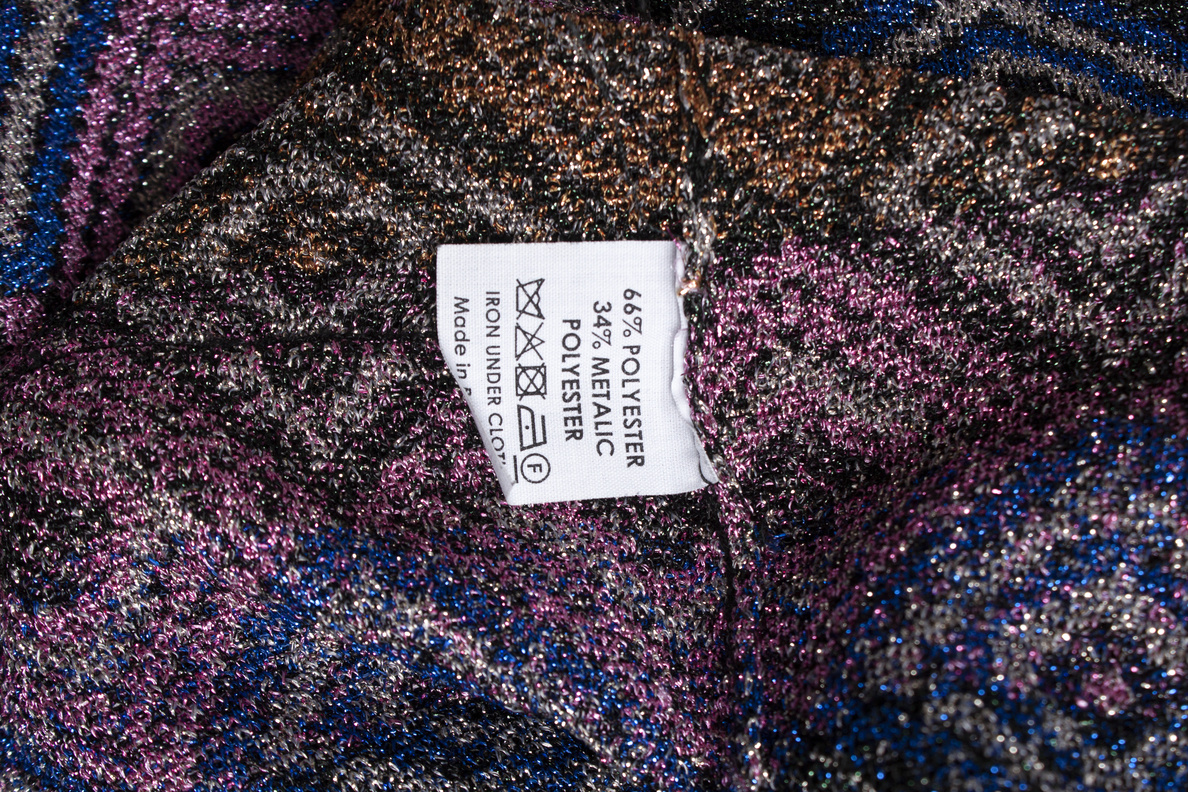 66% POLYESTER
34% METALIC
POLYESTER
F
IRON UNDER
Made in